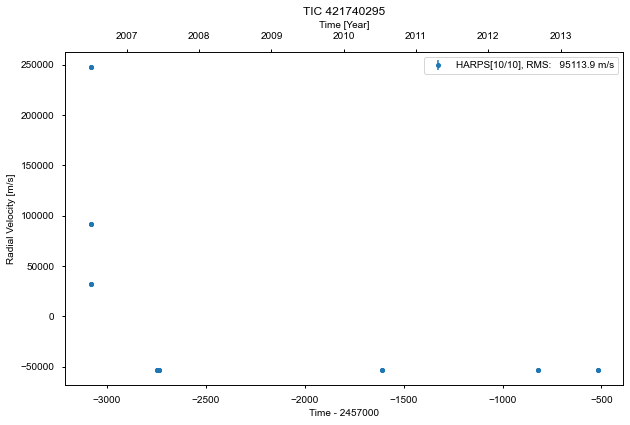 TIC 421740295
Time [Year]
2007 2008 2009 2010 2011 2012 2013
HARPS[10/10], RMS: 95113.9 m/s
Radial Velocity [m/s]
250000
200000
150000
100000
50000
0
−50000
−3000 −2500 −2000 −1500 −1000 −500
Time - 2457000